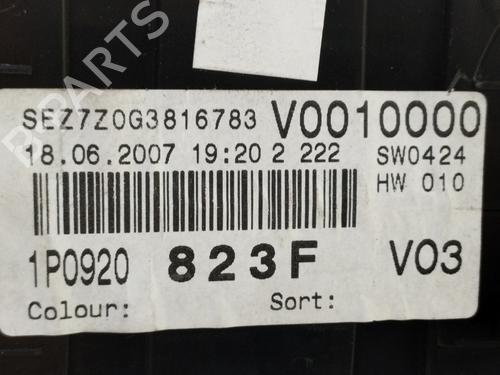 SEZ7Z0G3816783 V0010000
18.06.2007 19:20 2 222 SW0424
HW 010
1P0920 823F V03
Colour: Sort: